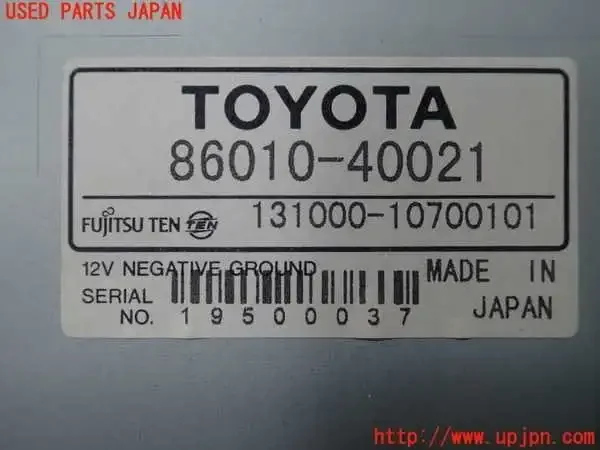 USED PARTS JAPAN
TOYOTA
86010-40021
FUJITSU TEN TEN 131000-10700101
12V NEGATIVE GROUND MADE IN
SERIAL JAPAN
NO. 19500037
http://www.upjpn.com/